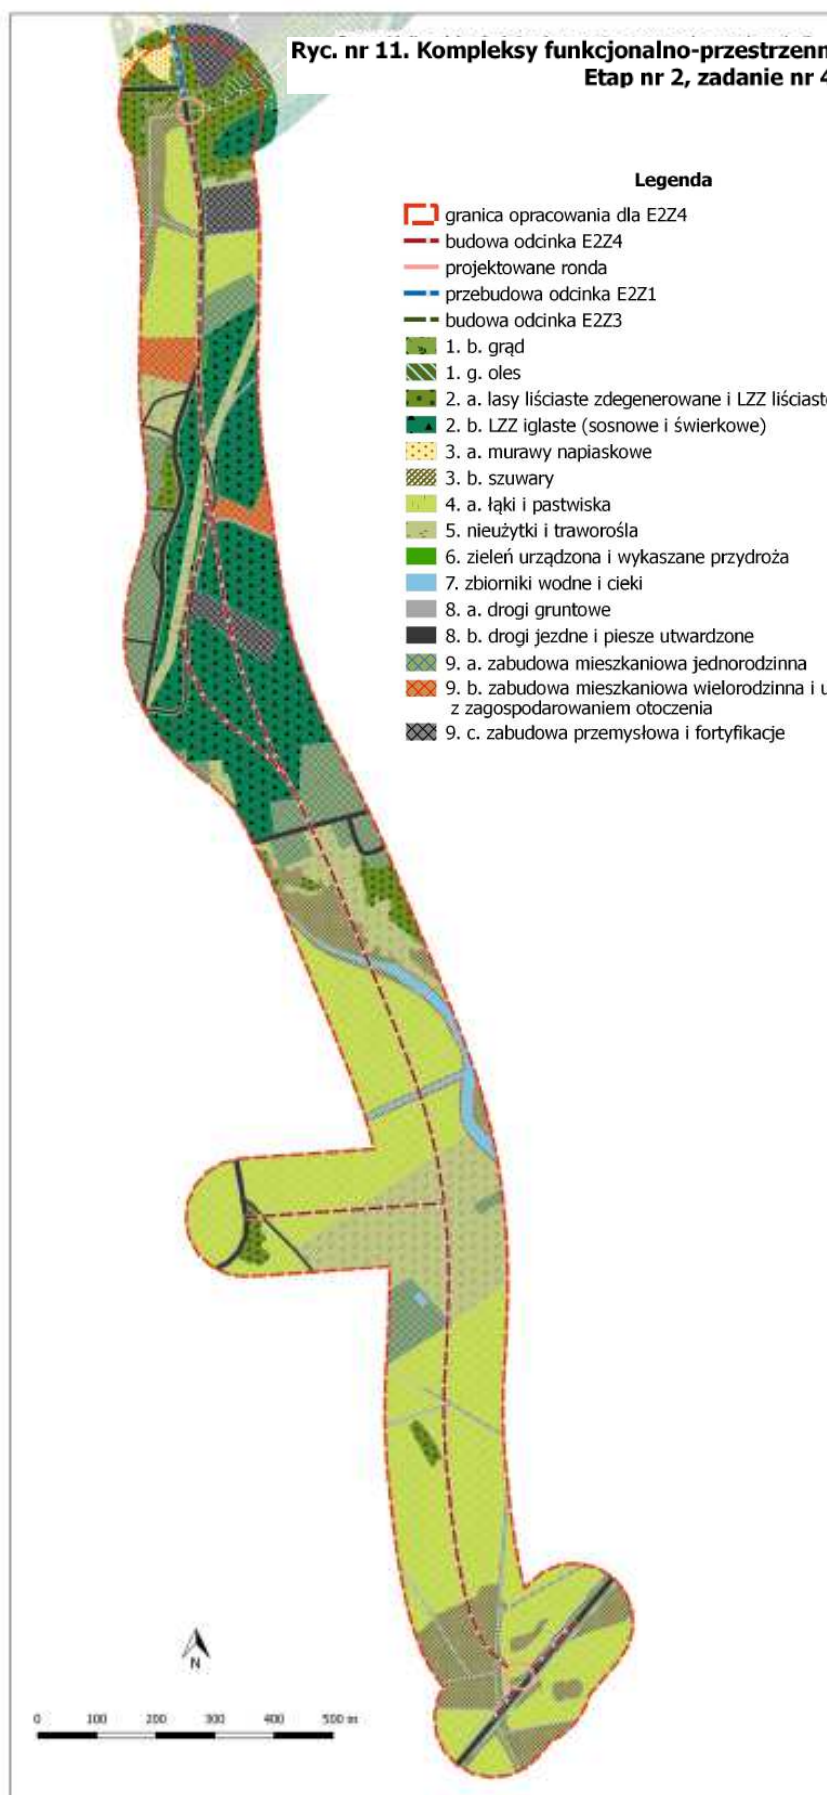 Ryc. nr 11. Kompleksy funkcjonalno-przestrzenn
Etap nr 2, zadanie nr 4
Legenda
granica opracowania dla E2Z4
budowa odcinka E2Z4
projektowane ronda
przebudowa odcinka E2Z1
budowa odcinka E2Z3
1. b. grąd
1. g. oles
2. a. lasy liściaste zdegenerowane i LZZ liściast
2. b. LZZ iglaste (sosnowe i świerkowe)
3. a. murawy napiaskowe
3. b. szuwary
4. a. łąki i pastwiska
5. nieużytki i traworośla
6. zieleń urządzona i wykaszane przydroża
7. zbiorniki wodne i cieki
8. a. drogi gruntowe
8. b. drogi jezdne i piesze utwardzone
9. a. zabudowa mieszkaniowa jednorodzinna
9. b. zabudowa mieszkaniowa wielorodzinna i u
z zagospodarowaniem otoczenia
9. c. zabudowa przemysłowa i fortyfikacje
N
0 100 200 300 400 500 m